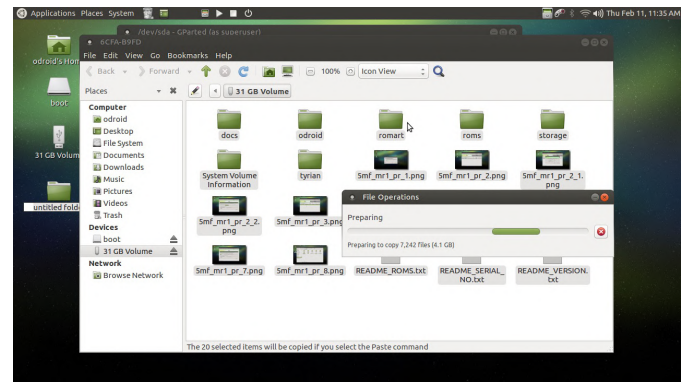 Applications Places System
Thu Feb 11, 11:35 AM
/dev/sda - GParted (as superuser)
6CFA-B9FD
File Edit View Go Bookmarks Help
Back Forward 100% Icon View
Places 31 GB Volume
Computer
odroid
Desktop
File System
Documents
Downloads
Music
Pictures
Videos
Trash
Devices
boot
31 GB Volume
Network
Browse Network
odroid's Hom
boot
31 GB Volum
untitled folde
docs odroid romart roms storage
System Volume Information tyrian 5mf_mr1_pr_1.png 5mf_mr1_pr_2.png 5mf_mr1_pr_2_1.png
5mf_mr1_pr_2_2.png 5mf_mr1_pr_3.png
5mf_mr1_pr_7.png 5mf_mr1_pr_8.png README_ROMS.txt README_SERIAL_NO.txt README_VERSION.txt
File Operations
Preparing
Preparing to copy 7,242 files (4.1 GB)
The 20 selected items will be copied if you select the Paste command